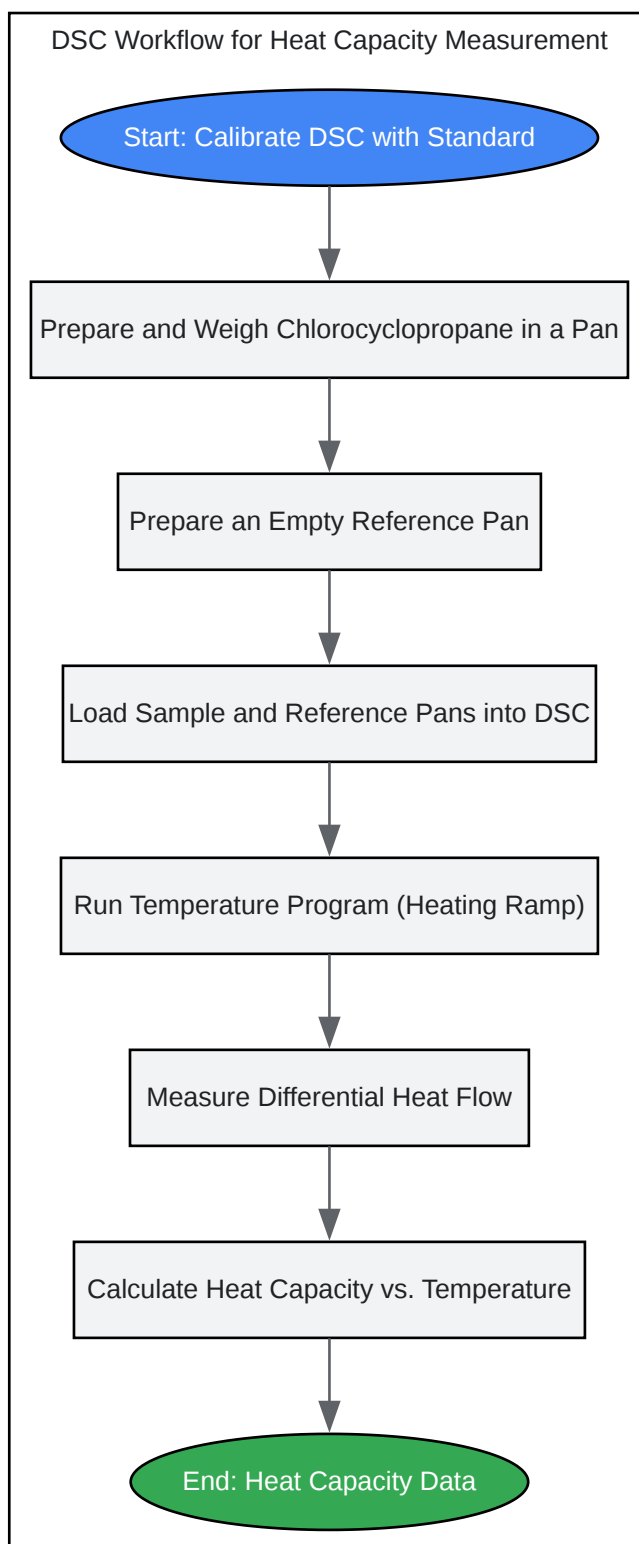 DSC Workflow for Heat Capacity Measurement
Start: Calibrate DSC with Standard
Prepare and Weigh Chlorocyclopropane in a Pan
Prepare an Empty Reference Pan
Load Sample and Reference Pans into DSC
Run Temperature Program (Heating Ramp)
Measure Differential Heat Flow
Calculate Heat Capacity vs. Temperature
End: Heat Capacity Data